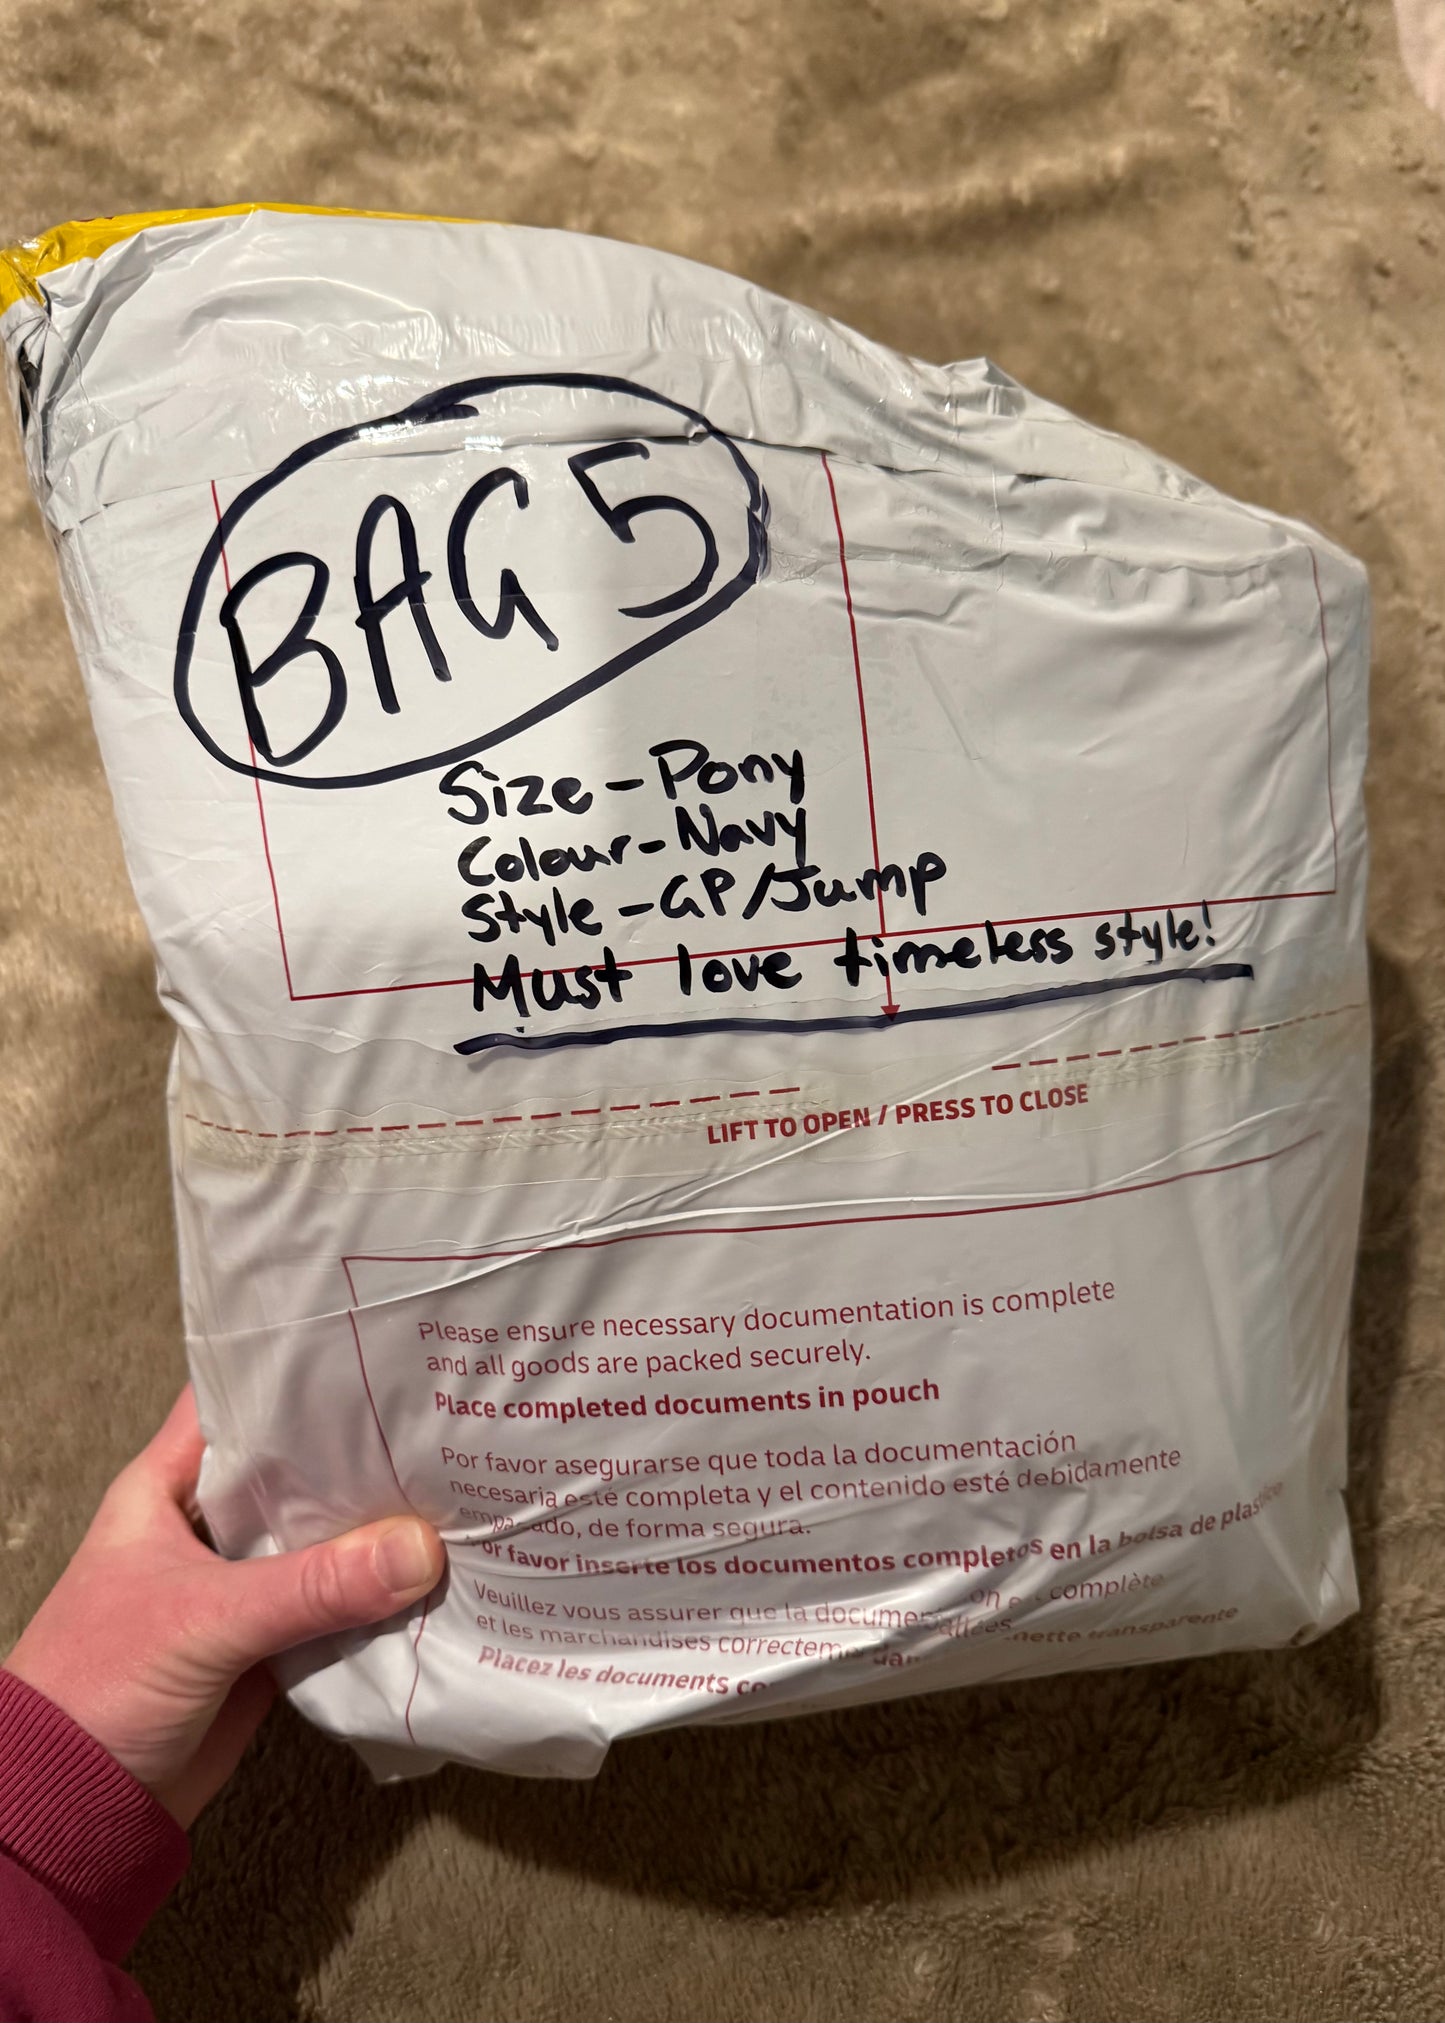 BAG 5
Size - Pony
Colour - Navy
Style - GP/Jump
Must love timeless style!
LIFT TO OPEN / PRESS TO CLOSE
Please ensure necessary documentation is complete
and all goods are packed securely.
Place completed documents in pouch
Por favor asegurarse que toda la documentación
necesaria esté completa y el contenido esté debidamente
de forma segura.
favor inserte los documentos completos en la bolsa de plastico
Veuillez vous assurer que la complète
et les marchandises
Placez les documents transparente